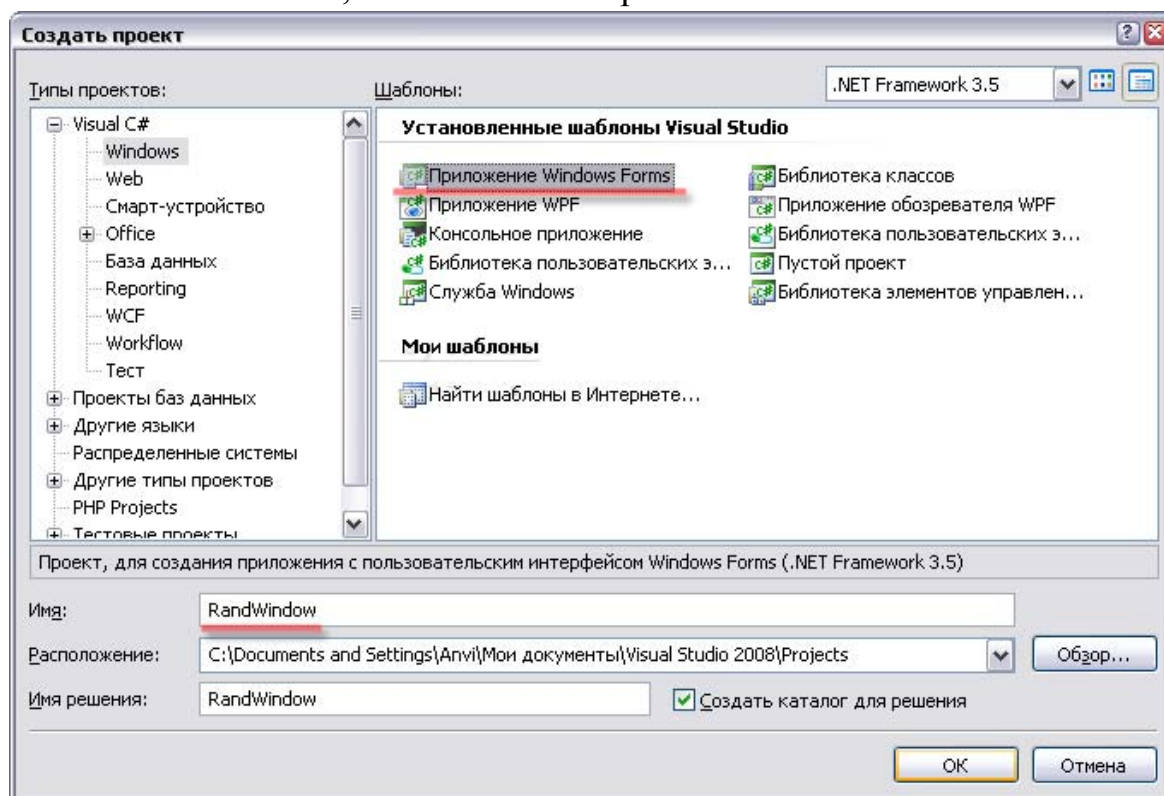 Создать проект
Типы проектов:
Шаблоны:
.NET Framework 3.5
Visual C#
Windows
Web
Смарт-устройство
Office
База данных
Reporting
WCF
Workflow
Тест
Проекты баз данных
Другие языки
Распределенные системы
Другие типы проектов
PHP Projects
Тестовые проекты
Установленные шаблоны Visual Studio
Приложение Windows Forms
Библиотека классов
Приложение WPF
Приложение обозревателя WPF
Консольное приложение
Библиотека пользовательских э...
Библиотека пользовательских э...
Пустой проект
Служба Windows
Библиотека элементов управлен...
Мои шаблоны
Найти шаблоны в Интернете...
Проект, для создания приложения с пользовательским интерфейсом Windows Forms (.NET Framework 3.5)
Имя:
RandWindow
Расположение:
C:\Documents and Settings\Anvi\Мои документы\Visual Studio 2008\Projects
Обзор...
Имя решения:
RandWindow
Создать каталог для решения
OK
Отмена